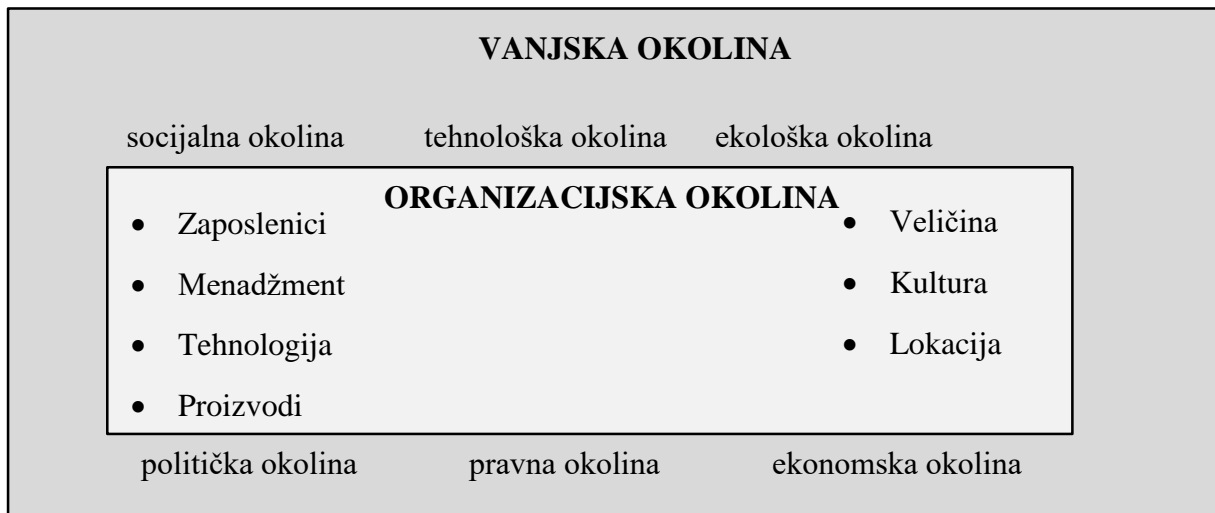 VANJSKA OKOLINA
socijalna okolina tehnološka okolina ekološka okolina
ORGANIZACIJSKA OKOLINA
• Zaposlenici
• Menadžment
• Tehnologija
• Proizvodi
• Veličina
• Kultura
• Lokacija
politička okolina pravna okolina ekonomska okolina